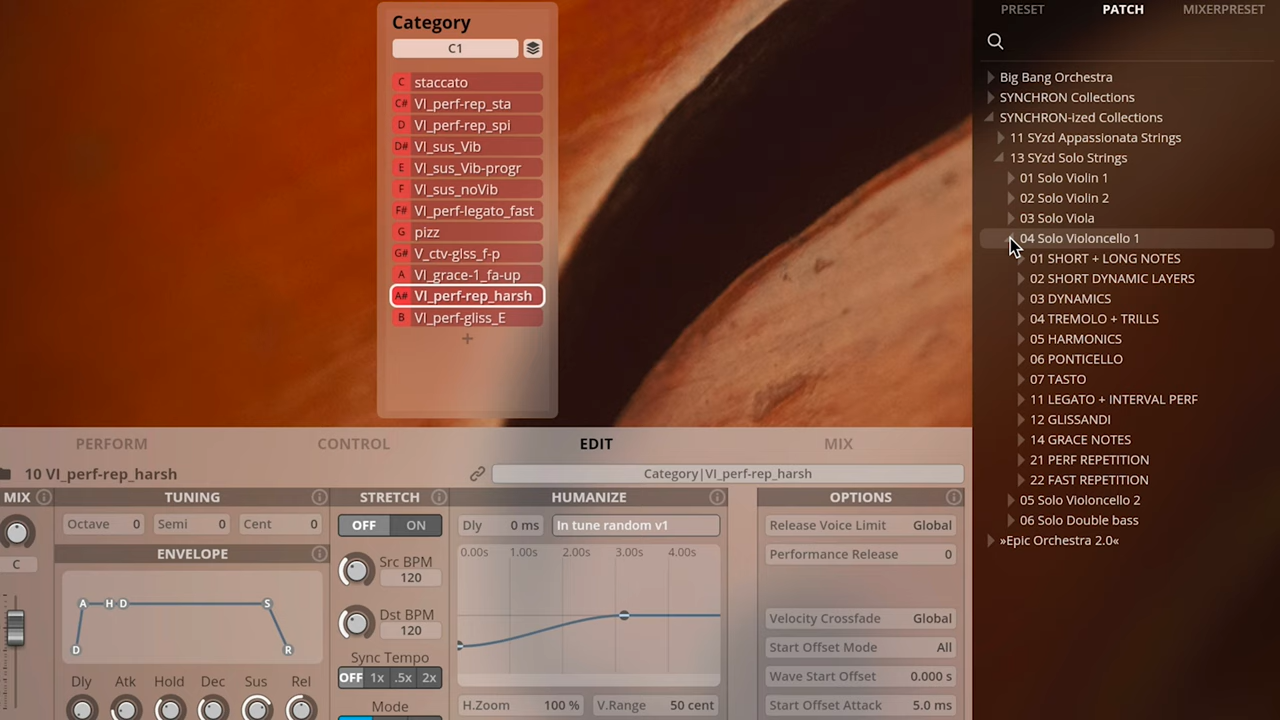 Category
C1
C staccato
C# VI_perf-rep_sta
D VI_perf-rep_spi
D# VI_sus_Vib
E VI_sus_Vib-progr
F VI_sus_noVib
F# VI_perf-legato_fast
G pizz
G# V_ctv-glss_f-p
A VI_grace-1_fa-up
A# VI_perf-rep_harsh
B VI_perf-gliss_E
+
PRESET PATCH MIXERPRESET
Big Bang Orchestra
SYNCHRON Collections
SYNCHRON-ized Collections
11 SYzd Appassionata Strings
13 SYzd Solo Strings
01 Solo Violin 1
02 Solo Violin 2
03 Solo Viola
04 Solo Violoncello 1
01 SHORT + LONG NOTES
02 SHORT DYNAMIC LAYERS
03 DYNAMICS
04 TREMOLO + TRILLS
05 HARMONICS
06 PONTICELLO
07 TASTO
11 LEGATO + INTERVAL PERF
12 GLISSANDI
14 GRACE NOTES
21 PERF REPETITION
22 FAST REPETITION
05 Solo Violoncello 2
06 Solo Double bass
»Epic Orchestra 2.0«
PERFORM CONTROL EDIT MIX
10 VI_perf-rep_harsh
Category|VI_perf-rep_harsh
MIX
C
TUNING
Octave 0 Semi 0 Cent 0
ENVELOPE
A H D S
D R
Dly Atk Hold Dec Sus Rel
STRETCH
OFF ON
Src BPM
120
Dst BPM
120
Sync Tempo
OFF 1x .5x 2x
Mode
HUMANIZE
Dly 0 ms In tune random v1
0.00s 1.00s 2.00s 3.00s 4.00s
H.Zoom 100 % V.Range 50 cent
OPTIONS
Release Voice Limit Global
Performance Release 0
Velocity Crossfade Global
Start Offset Mode All
Wave Start Offset 0.000 s
Start Offset Attack 5.0 ms